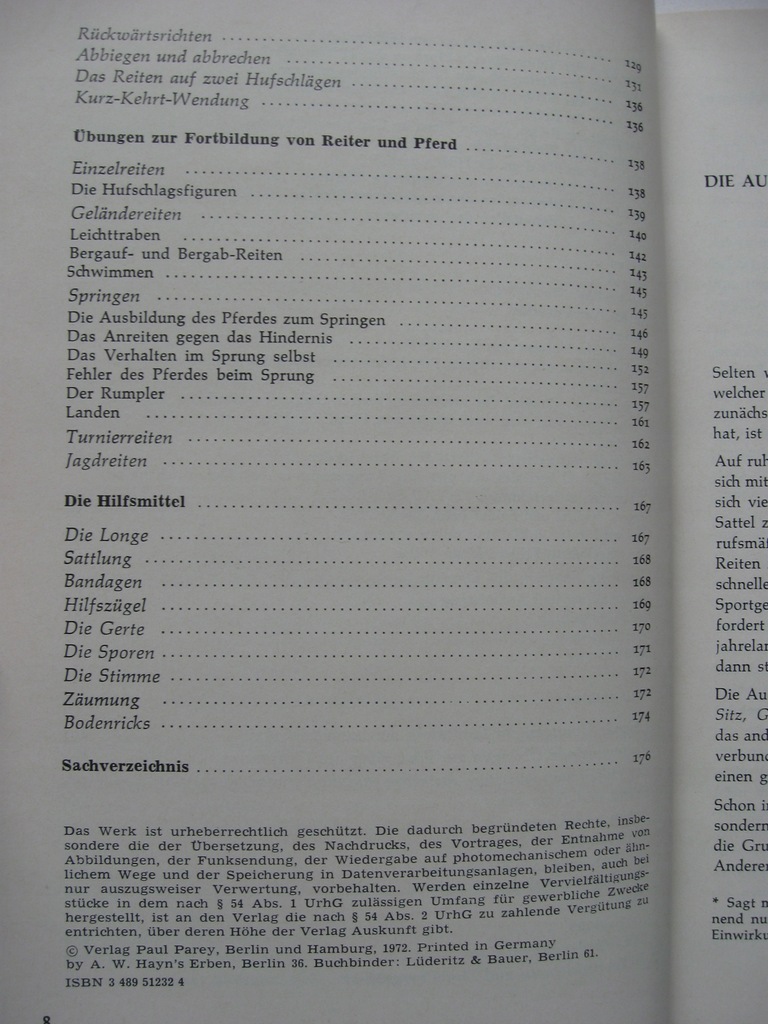 Rückwärtsrichten ........ 129
Abbiegen und abbrechen ........ 131
Das Reiten auf zwei Hufschlägen ........ 136
Kurz-Kehrt-Wendung ........ 136
Übungen zur Fortbildung von Reiter und Pferd ........ 138
Einzelreiten ........ 138
Die Hufschlagsfiguren ........ 139
Geländereiten ........ 140
Leichttraben ........ 142
Bergauf- und Bergab-Reiten ........ 143
Schwimmen ........ 145
Springen ........ 145
Die Ausbildung des Pferdes zum Springen ........ 146
Das Anreiten gegen das Hindernis ........ 149
Das Verhalten im Sprung selbst ........ 152
Fehler des Pferdes beim Sprung ........ 157
Der Rumpler ........ 157
Landen ........ 161
Turnierreiten ........ 162
Jagdreiten ........ 163
Die Hilfsmittel ........ 167
Die Longe ........ 167
Sattlung ........ 168
Bandagen ........ 168
Hilfszügel ........ 169
Die Gerte ........ 170
Die Sporen ........ 171
Die Stimme ........ 172
Zäumung ........ 172
Bodenricks ........ 174
Sachverzeichnis ........ 176
Das Werk ist urheberrechtlich geschützt. Die dadurch begründeten Rechte, insbe-
sondere die der Übersetzung, des Nachdrucks, des Vortrages, der Entnahme von
Abbildungen, der Funksendung, der Wiedergabe auf photomechanischem oder ähn-
lichem Wege und der Speicherung in Datenverarbeitungsanlagen, bleiben, auch bei
nur auszugsweiser Verwertung, vorbehalten. Werden einzelne Vervielfältigungs-
stücke in dem nach § 54 Abs. 1 UrhG zulässigen Umfang für gewerbliche Zwecke
hergestellt, ist an den Verlag die nach § 54 Abs. 2 UrhG zu zahlende Vergütung zu
entrichten, über deren Höhe der Verlag Auskunft gibt.
© Verlag Paul Parey, Berlin und Hamburg, 1972. Printed in Germany
by A. W. Hayn's Erben, Berlin 36. Buchbinder: Lüderitz & Bauer, Berlin 61.
ISBN 3 489 51232 4
8
DIE AU
Selten
welcher
zunächs
hat, ist
Auf ruh
sich mit
sich vie
Sattel z
rufsmäß
Reiten
schnelle
Sportge
fordert
jahrelan
dann st
Die Au
Sitz, G
das and
verbund
einen g
Schon i
sondern
die Gru
Anderer
* Sagt m
nend nu
Einwirku